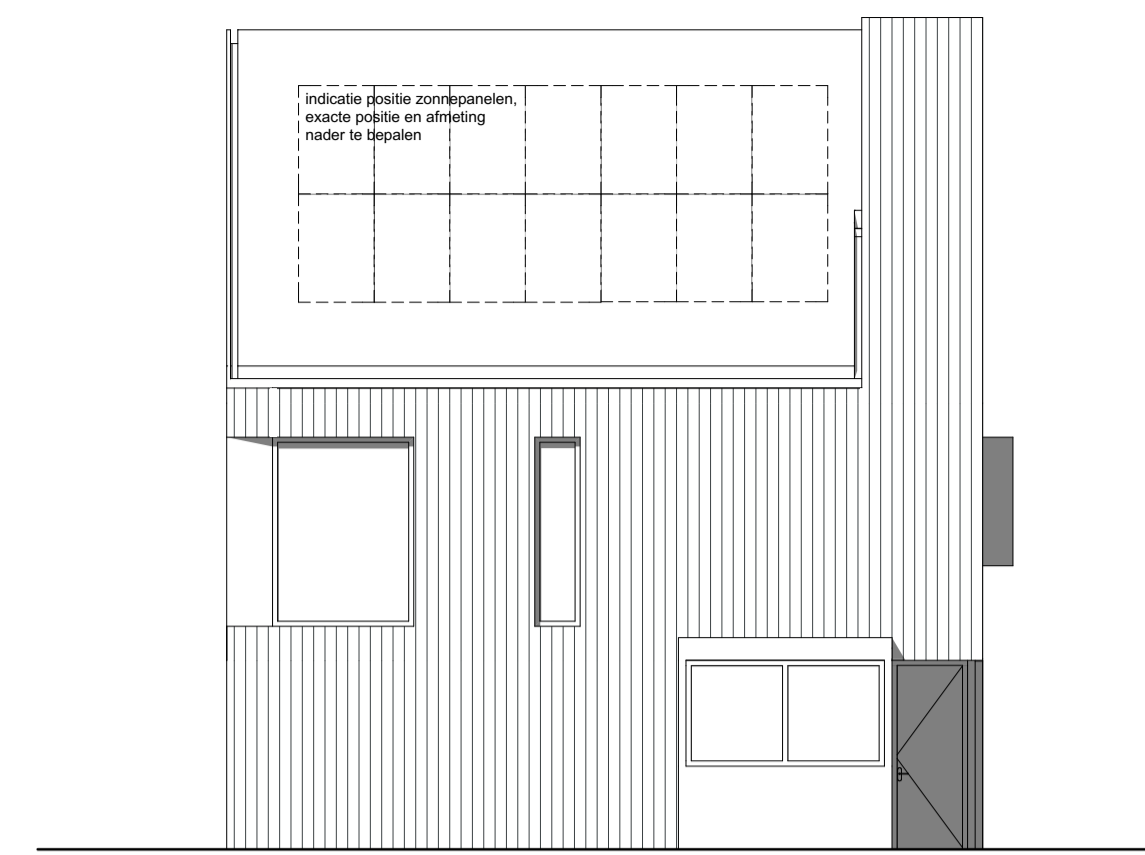 indicatie positie zonnepanelen,
exacte positie en afmeting
nader te bepalen